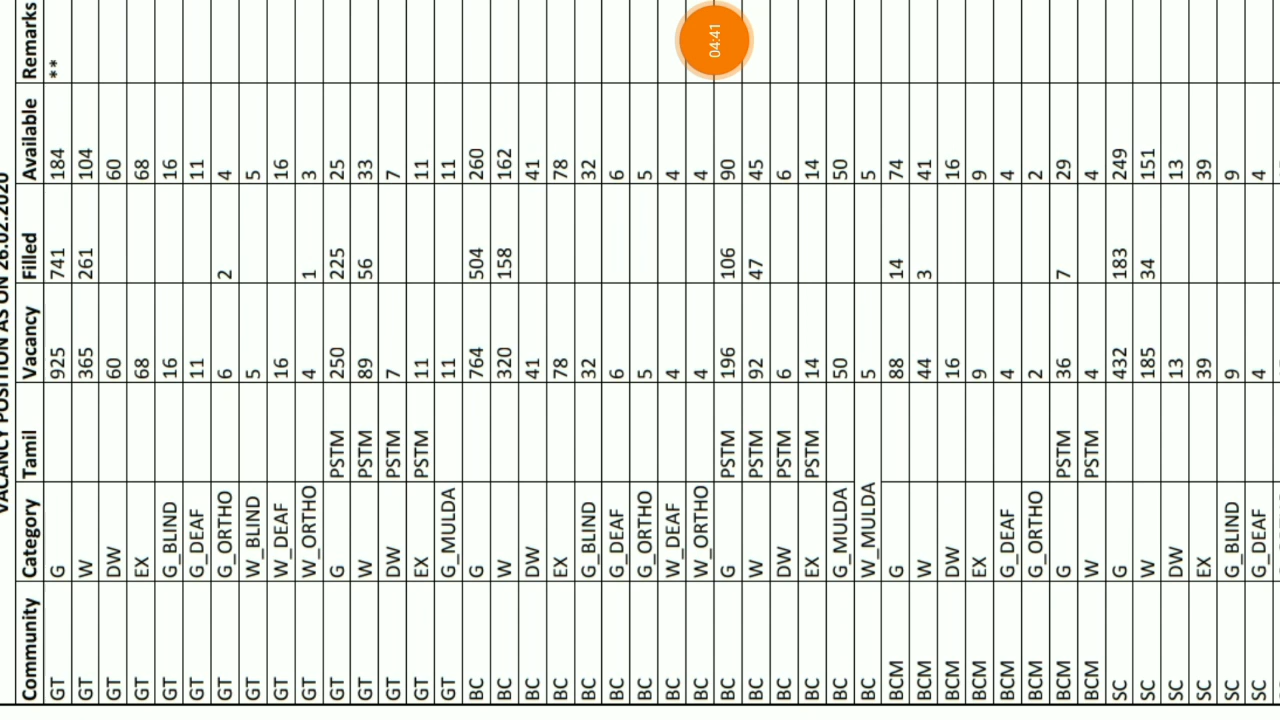 VACANCY POSITION AS ON 26.02.2020
Community Category Tamil Vacancy Filled Available Remarks
GT G 925 741 184 **
GT W 365 261 104
GT DW 60 60
GT EX 68 68
GT G_BLIND 16 16
GT G_DEAF 11 11
GT G_ORTHO 6 2 4
GT W_BLIND 5 5
GT W_DEAF 16 16
GT W_ORTHO 4 1 3
GT G PSTM 250 225 25
GT W PSTM 89 56 33
GT DW PSTM 7 7
GT EX PSTM 11 11
GT G_MULDA 11 11
BC G 764 504 260
BC W 320 158 162
BC DW 41 41
BC EX 78 78
BC G_BLIND 32 32
BC G_DEAF 6 6
BC G_ORTHO 5 5
BC W_DEAF 4 4
BC W_ORTHO 4 4
BC G PSTM 196 106 90
BC W PSTM 92 47 45
BC DW PSTM 6 6
BC EX PSTM 14 14
BC G_MULDA 50 50
BC W_MULDA 5 5
BCM G 88 14 74
BCM W 44 3 41
BCM DW 16 16
BCM EX 9 9
BCM G_DEAF 4 4
BCM G_ORTHO 2 2
BCM G PSTM 36 7 29
BCM W PSTM 4 4
SC G 432 183 249
SC W 185 34 151
SC DW 13 13
SC EX 39 39
SC G_BLIND 9 9
SC G_DEAF 4 4
04:41